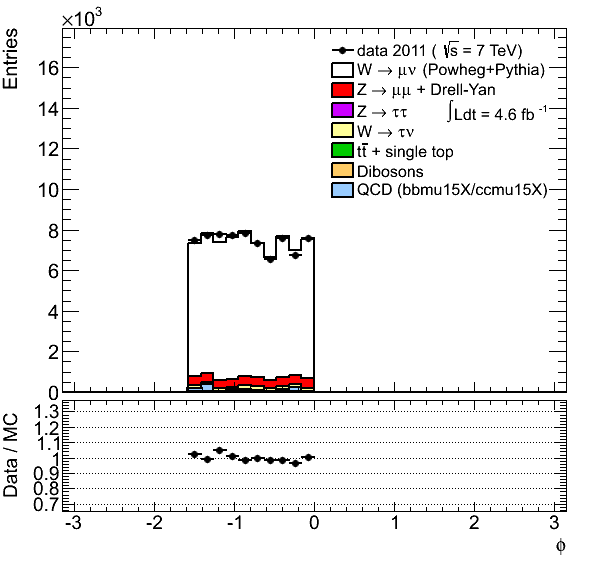 ×10³
Entries
data 2011 ( √s = 7 TeV)
W → μν (Powheg+Pythia)
Z → μμ + Drell-Yan
Z → ττ ∫Ldt = 4.6 fb⁻¹
W → τν
tt̄ + single top
Dibosons
QCD (bbmu15X/ccmu15X)
16
14
12
10
8
6
4
2
0
Data / MC
1.3
1.2
1.1
1
0.9
0.8
0.7
-3 -2 -1 0 1 2 3
ϕ